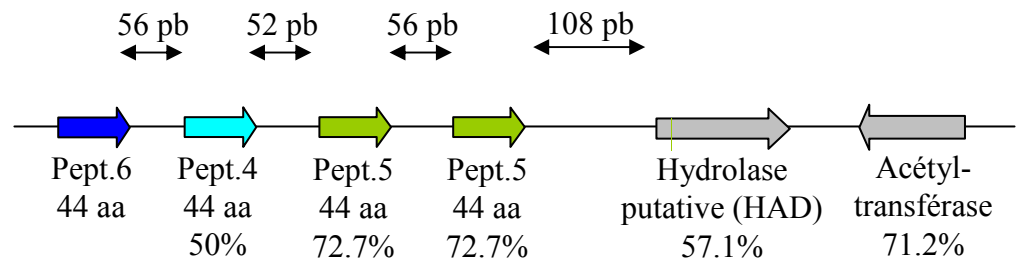 56 pb 52 pb 56 pb 108 pb
Pept.6 Pept.4 Pept.5 Pept.5 Hydrolase Acétyl-
44 aa 44 aa 44 aa 44 aa putative (HAD) transférase
50% 72.7% 72.7% 57.1% 71.2%